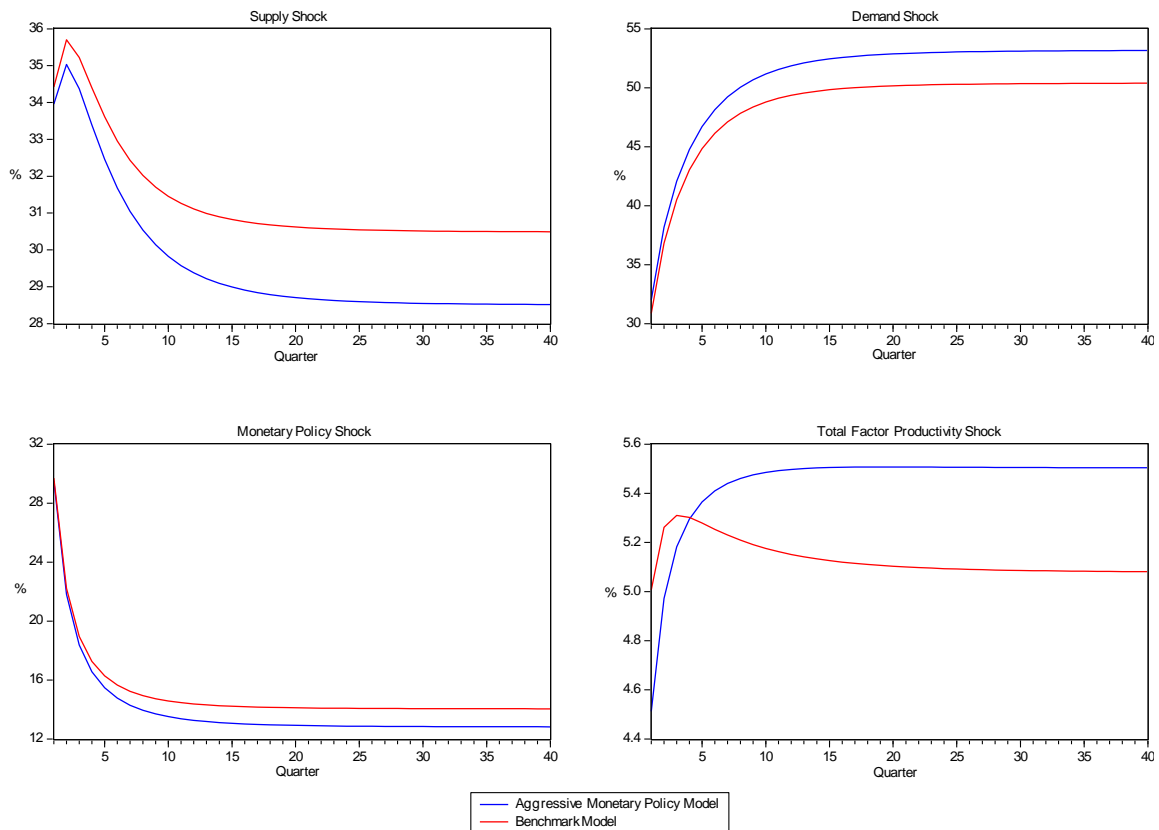 Supply Shock
36
35
34
33
32
31
30
29
28
%
5 10 15 20 25 30 35 40
Quarter
Demand Shock
55
50
45
40
35
30
%
5 10 15 20 25 30 35 40
Quarter
Monetary Policy Shock
32
28
24
20
16
12
%
5 10 15 20 25 30 35 40
Quarter
Total Factor Productivity Shock
5.6
5.4
5.2
5.0
4.8
4.6
4.4
%
5 10 15 20 25 30 35 40
Quarter
Aggressive Monetary Policy Model
Benchmark Model